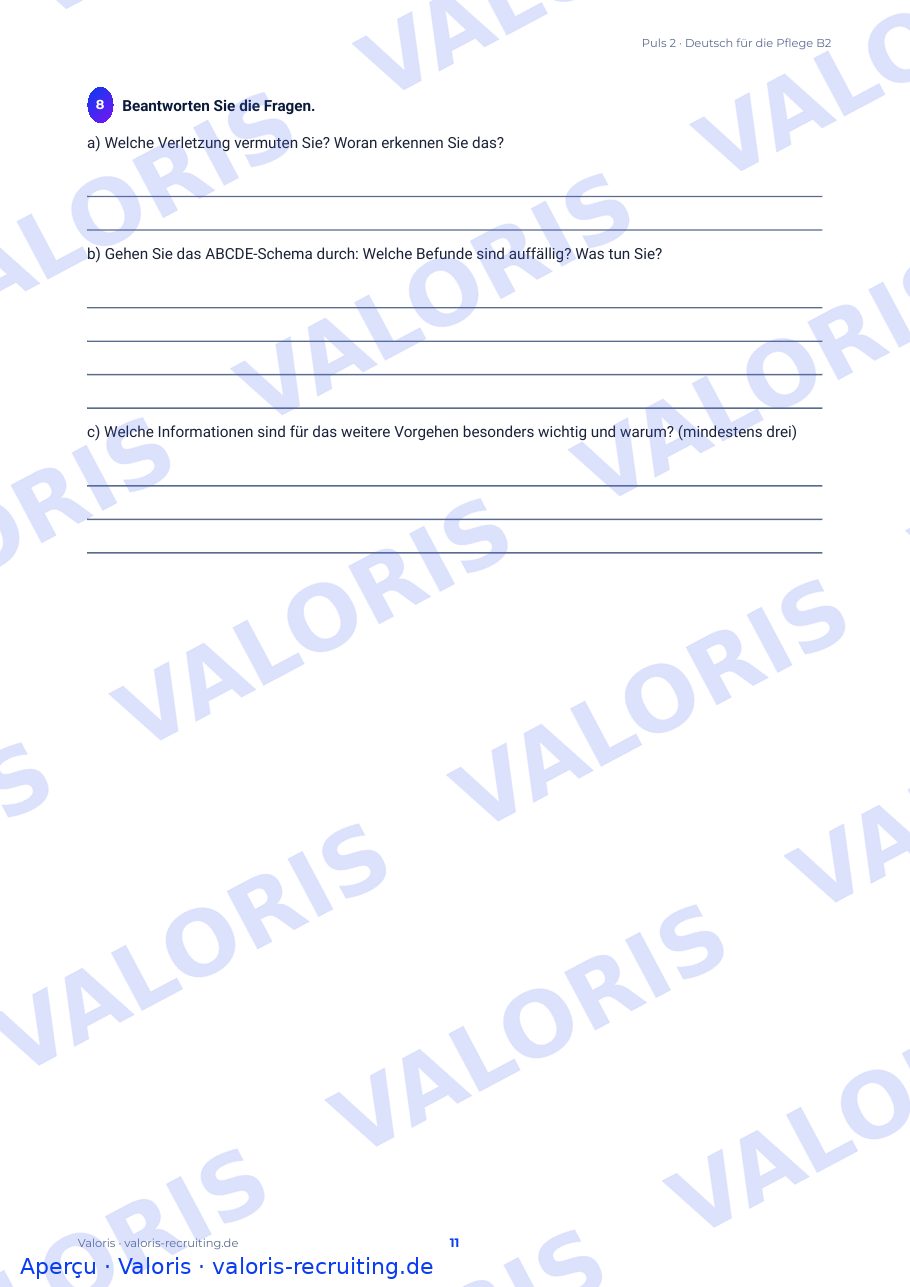 Puls 2 · Deutsch für die Pflege B2
8 Beantworten Sie die Fragen.
a) Welche Verletzung vermuten Sie? Woran erkennen Sie das?
b) Gehen Sie das ABCDE-Schema durch: Welche Befunde sind auffällig? Was tun Sie?
c) Welche Informationen sind für das weitere Vorgehen besonders wichtig und warum? (mindestens drei)
VALORIS
Valoris · valoris-recruiting.de
11
Aperçu · Valoris · valoris-recruiting.de